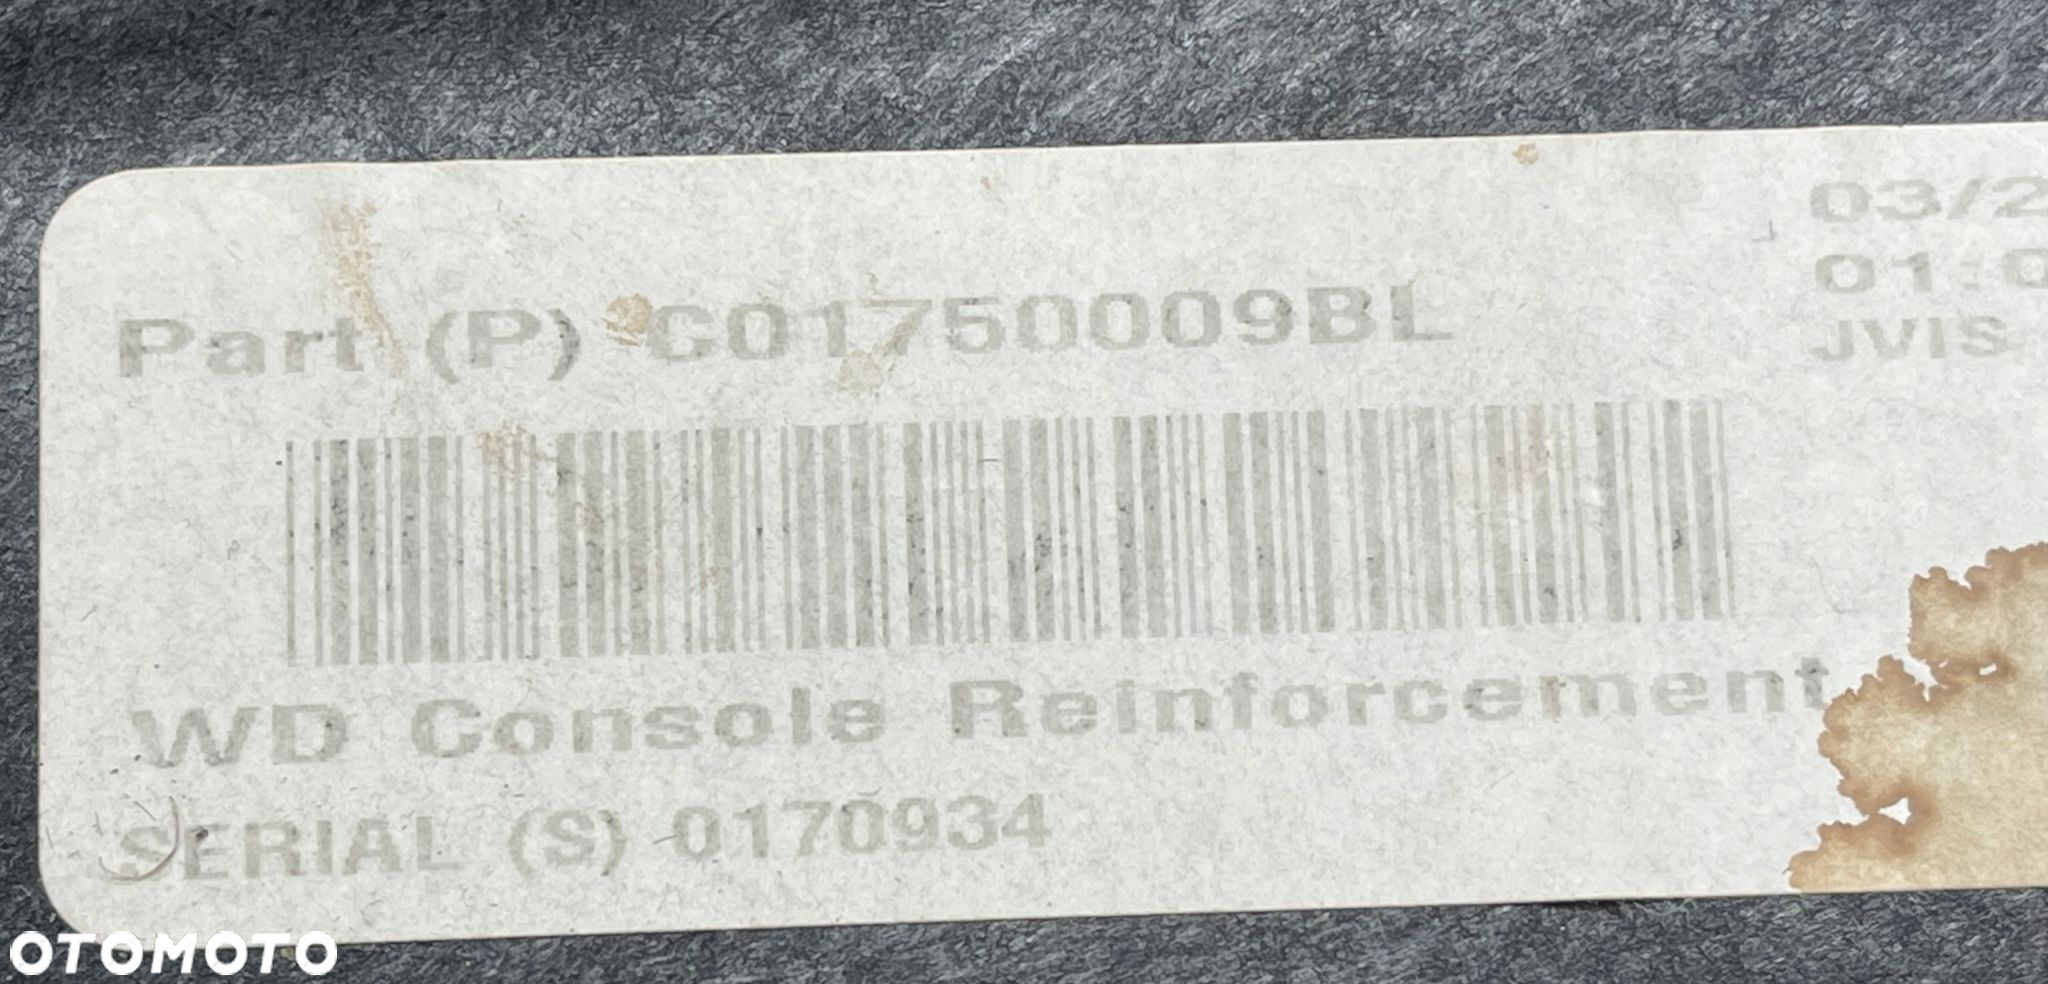 03/2
01:0
Part (P) C01750009BL
JVIS
WD Console Reinforcement
SERIAL (S) 0170934
OTOMOTO